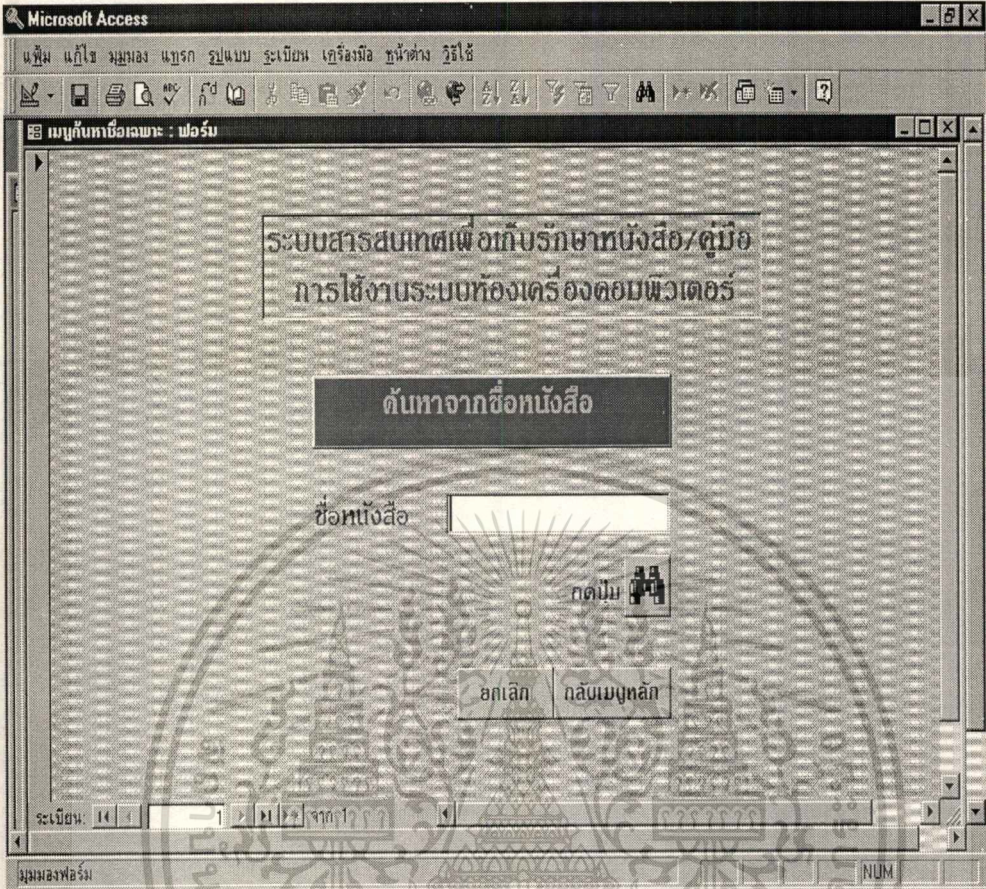 Microsoft Access
แฟ้ม แก้ไข มุมมอง แทรก รูปแบบ ระเบียน เครื่องมือ หน้าต่าง วิธีใช้
เมนูค้นหาชื่อเฉพาะ : ฟอร์ม
ระบบสารสนเทศเพื่อเก็บรักษาหนังสือ/คู่มือ
การใช้งานระบบห้องเครื่องคอมพิวเตอร์
ค้นหาจากชื่อหนังสือ
ชื่อหนังสือ
กดปุ่ม
ยกเลิก กลับเมนูหลัก
ระเบียน: 1 จาก 1
มุมมองฟอร์ม NUM